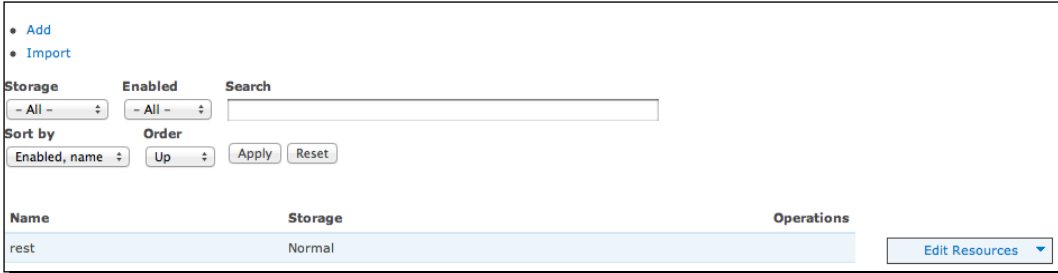 Add
Import
Storage Enabled Search
– All – – All –
Sort by Order
Enabled, name Up Apply Reset
Name Storage Operations
rest Normal Edit Resources